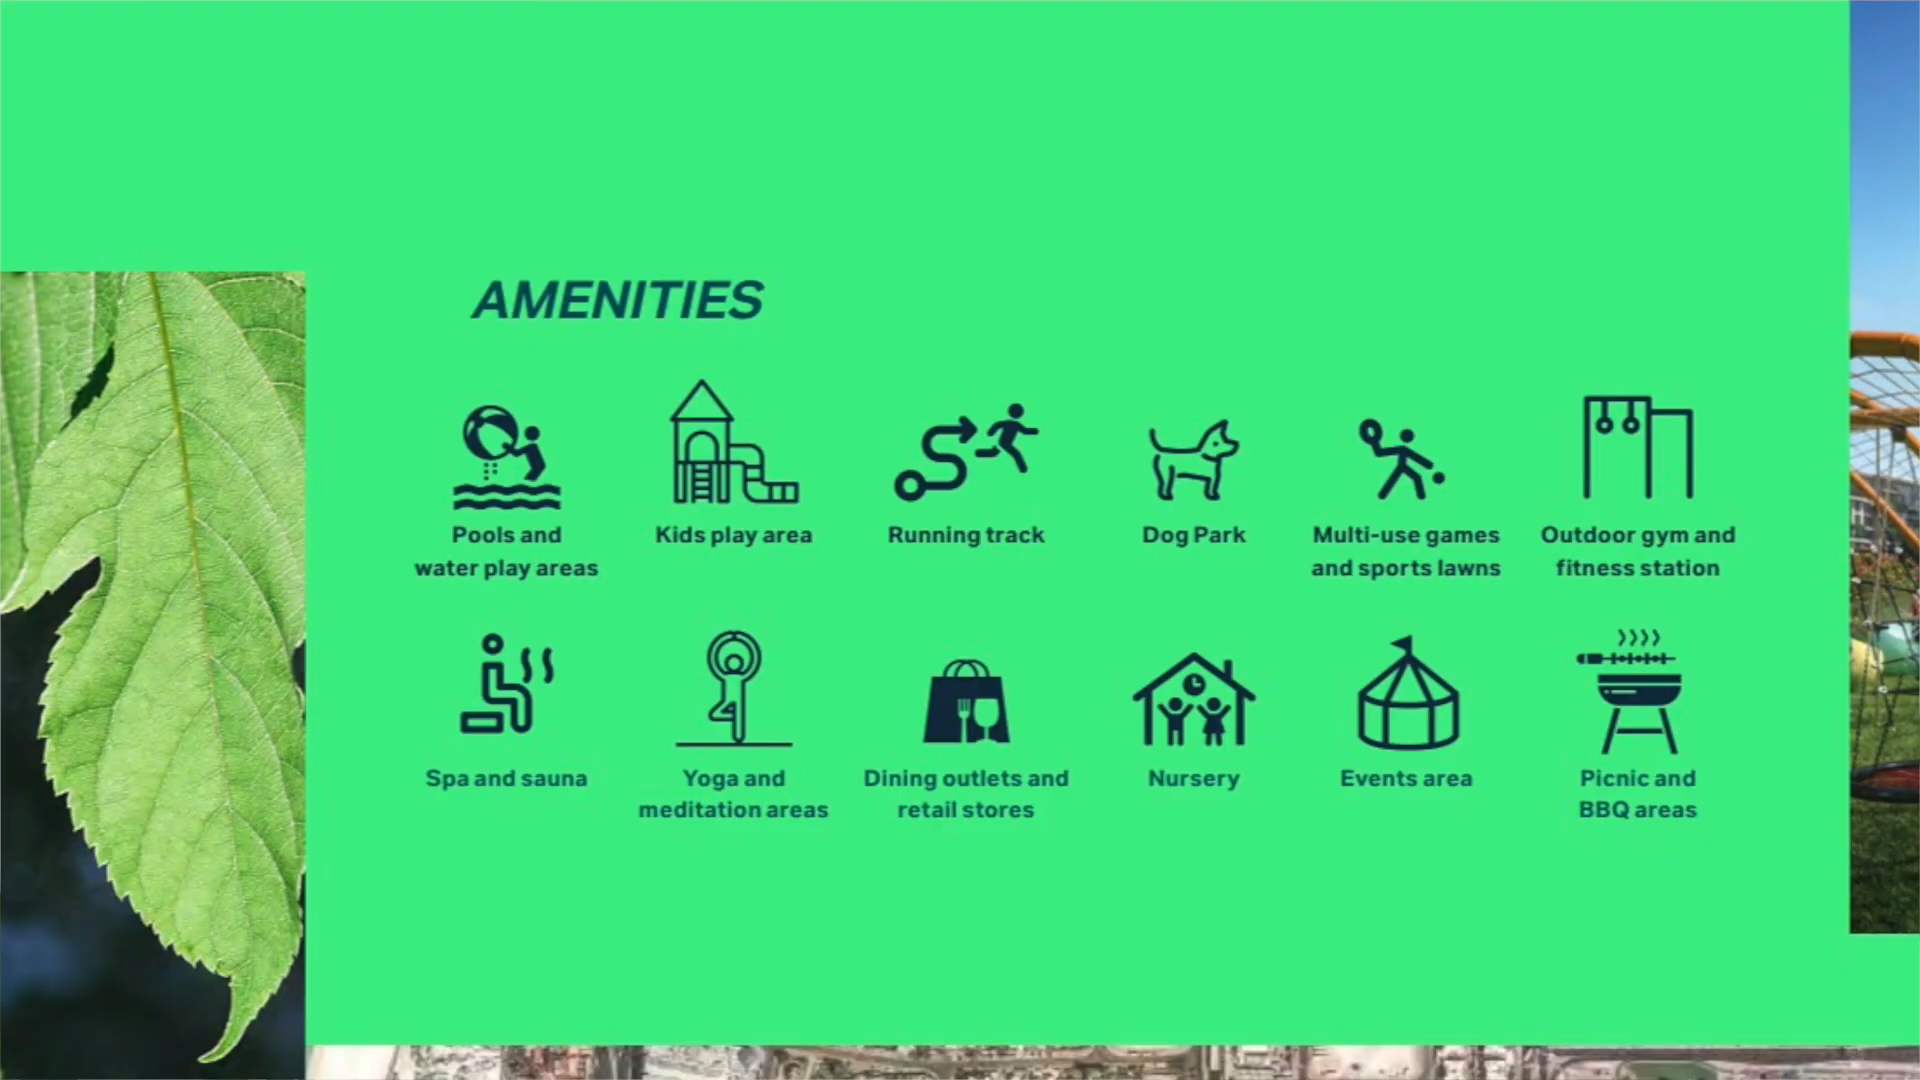 AMENITIES
Pools and
water play areas
Kids play area
Running track
Dog Park
Multi-use games
and sports lawns
Outdoor gym and
fitness station
Spa and sauna
Yoga and
meditation areas
Dining outlets and
retail stores
Nursery
Events area
Picnic and
BBQ areas